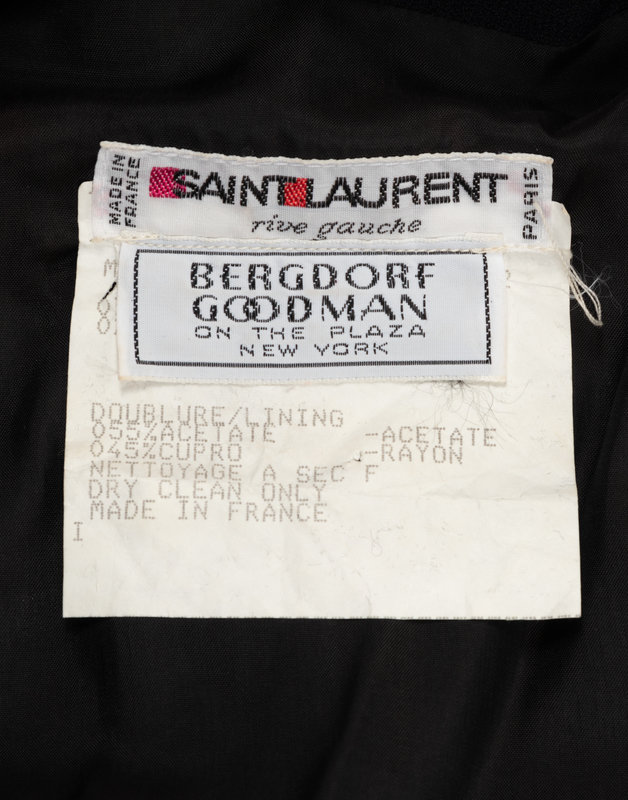 MADE IN
FRANCE
SAINT LAURENT
PARIS
rive gauche
BERGDORF
GOODMAN
ON THE PLAZA
NEW YORK
DOUBLURE/LINING
055%ACETATE -ACETATE
045%CUPRO -RAYON
NETTOYAGE A SEC F
DRY CLEAN ONLY
MADE IN FRANCE
I